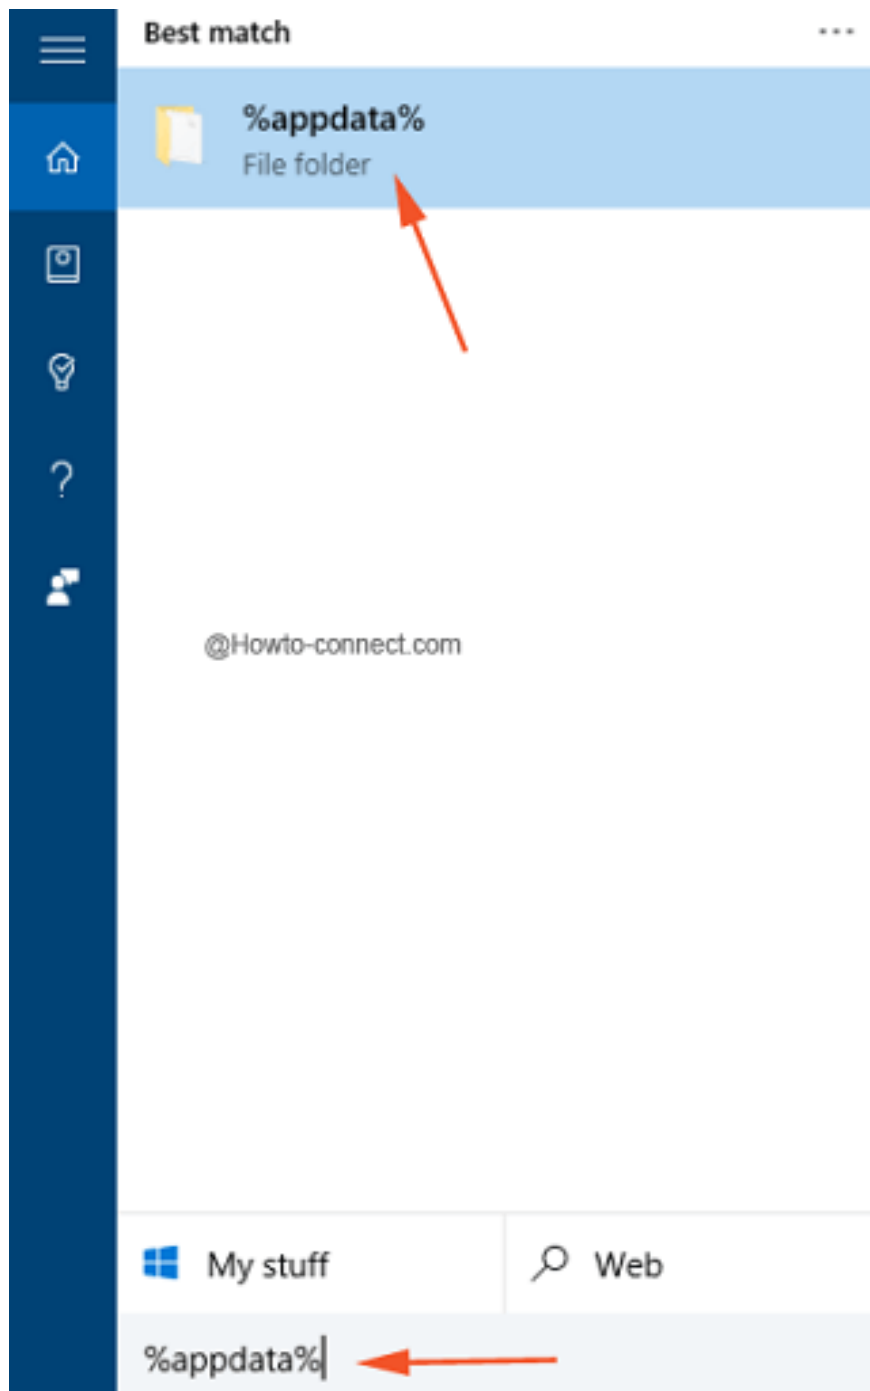 Best match
%appdata%
File folder
@Howto-connect.com
My stuff
Web
%appdata%